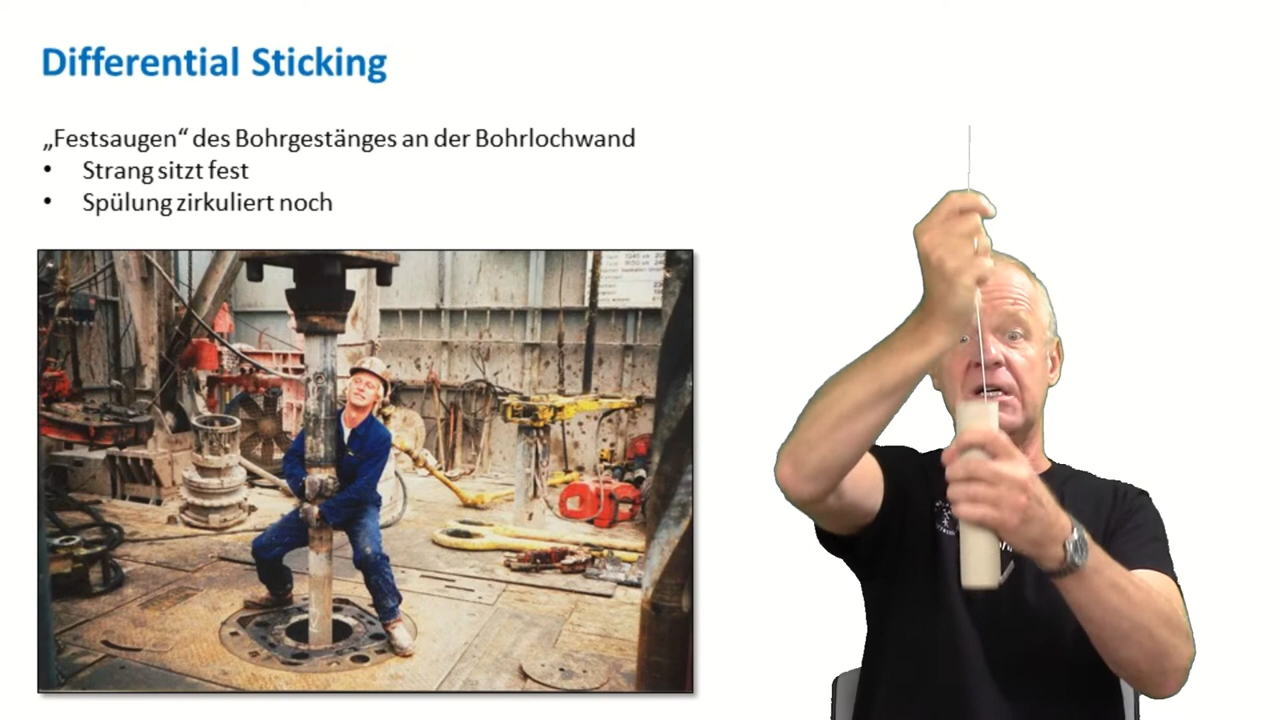 Differential Sticking
„Festsaugen“ des Bohrgestänges an der Bohrlochwand
• Strang sitzt fest
• Spülung zirkuliert noch